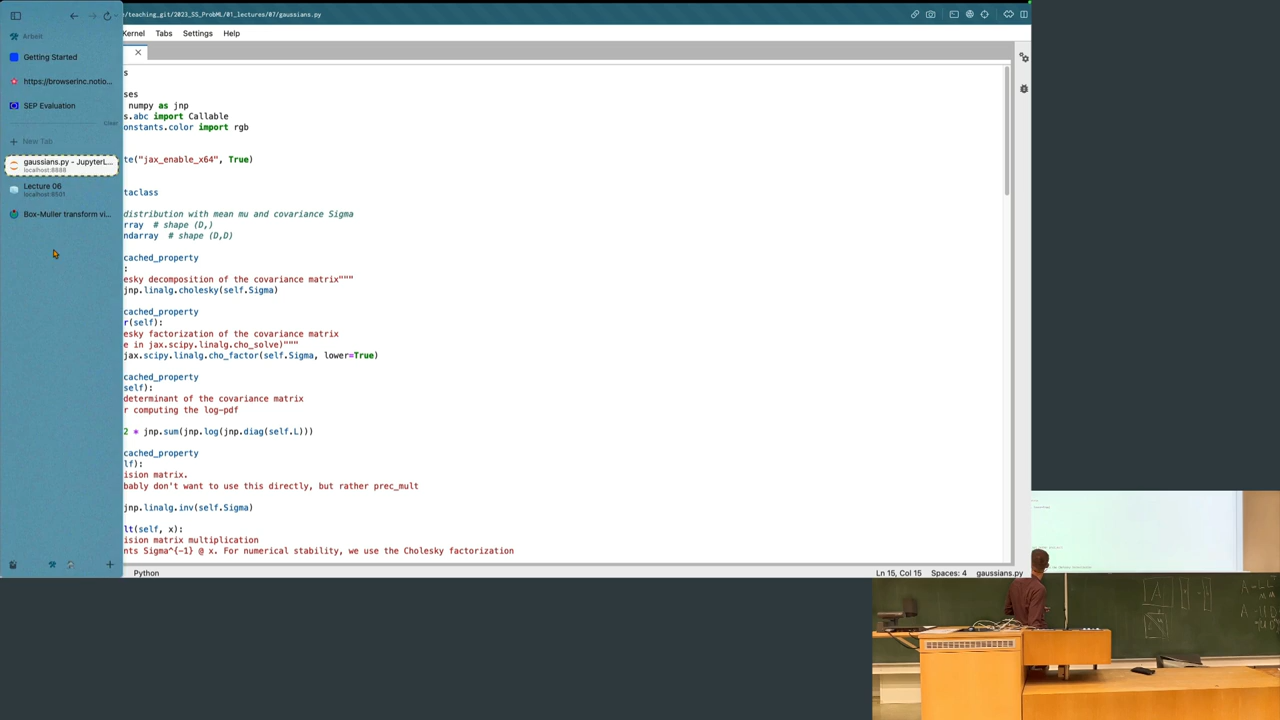 /teaching_git/2023_SS_ProbML/01_lectures/07/gaussians.py
Arbeit
Getting Started
https://browserinc.notio...
SEP Evaluation
Clear
New Tab
gaussians.py - JupyterL...
localhost:8888
Lecture 06
localhost:8501
Box-Muller transform vi...
Kernel Tabs Settings Help
s
ses
numpy as jnp
s.abc import Callable
onstants.color import rgb
te("jax_enable_x64", True)
taclass
distribution with mean mu and covariance Sigma
rray # shape (D,)
ndarray # shape (D,D)
cached_property
:
esky decomposition of the covariance matrix"""
jnp.linalg.cholesky(self.Sigma)
cached_property
r(self):
esky factorization of the covariance matrix
e in jax.scipy.linalg.cho_solve)"""
jax.scipy.linalg.cho_factor(self.Sigma, lower=True)
cached_property
self):
determinant of the covariance matrix
r computing the log-pdf
2 * jnp.sum(jnp.log(jnp.diag(self.L)))
cached_property
lf):
ision matrix.
bably don't want to use this directly, but rather prec_mult
jnp.linalg.inv(self.Sigma)
lt(self, x):
ision matrix multiplication
nts Sigma^{-1} @ x. For numerical stability, we use the Cholesky factorization
Python
Ln 15, Col 15 Spaces: 4 gaussians.py